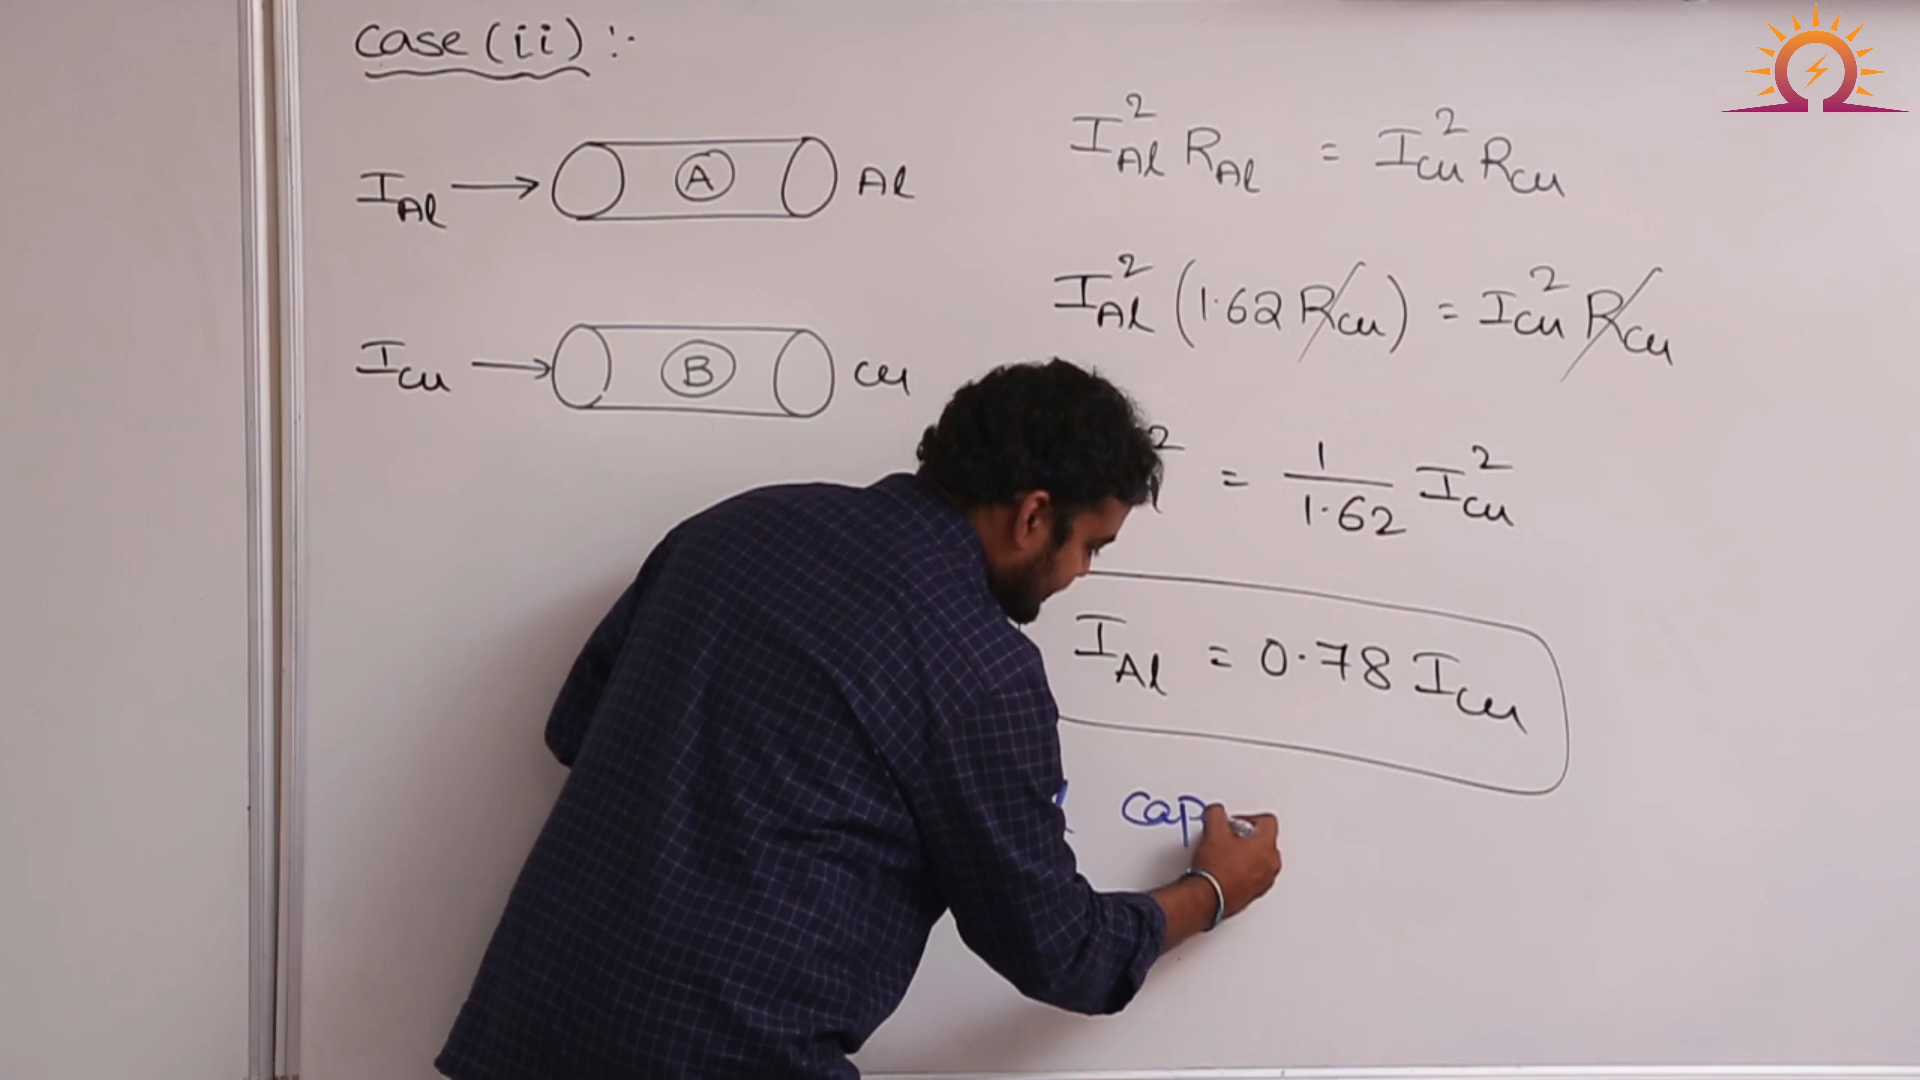 case (ii) :-
I_Al → (A) Al
I_cu → (B) cu
I_Al^2 R_Al = I_cu^2 R_cu
I_Al^2 (1.62 R_cu) = I_cu^2 R_cu
2 = 1/1.62 I_cu^2
I_Al = 0.78 I_cu
cap